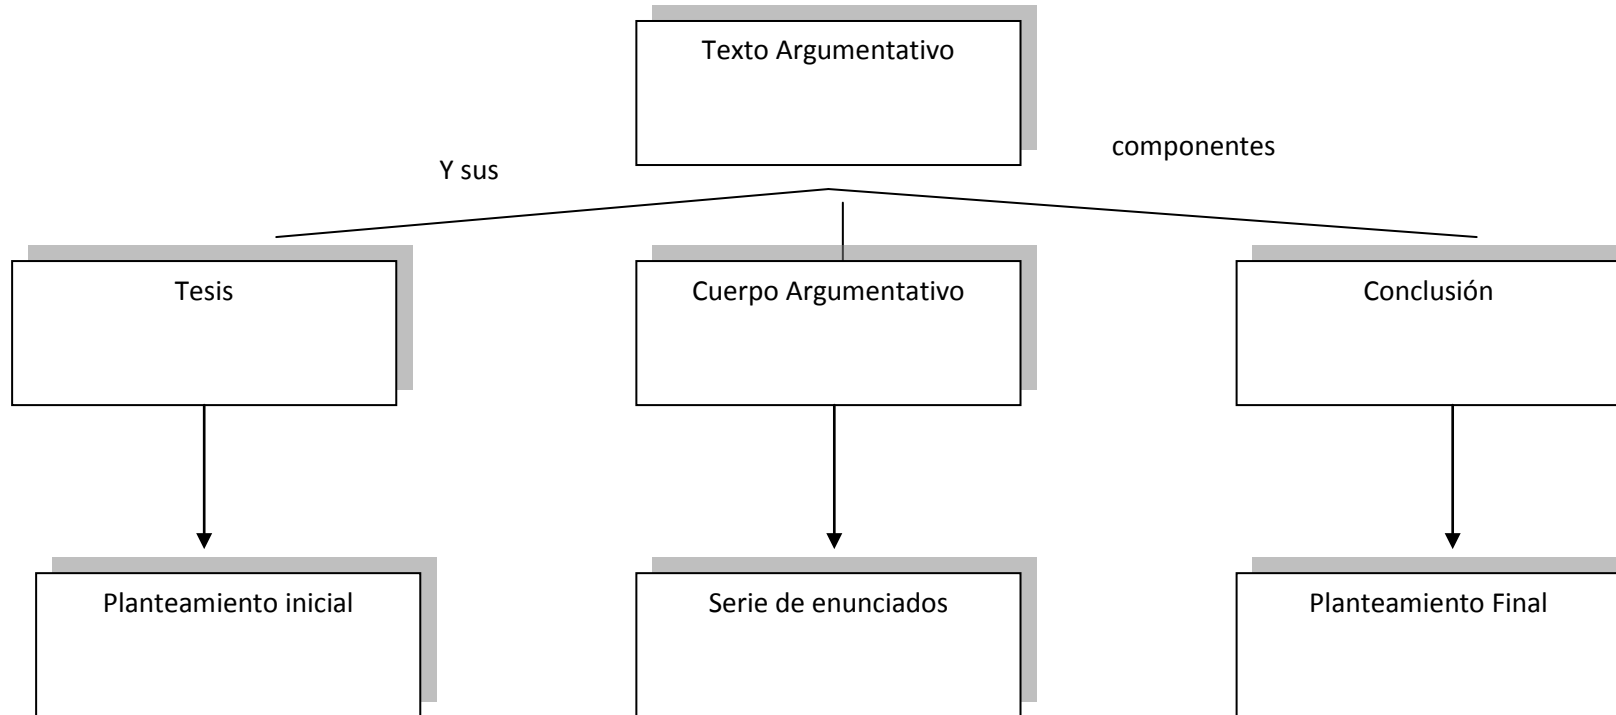 Texto Argumentativo
Y sus
componentes
Tesis
Cuerpo Argumentativo
Conclusión
Planteamiento inicial
Serie de enunciados
Planteamiento Final